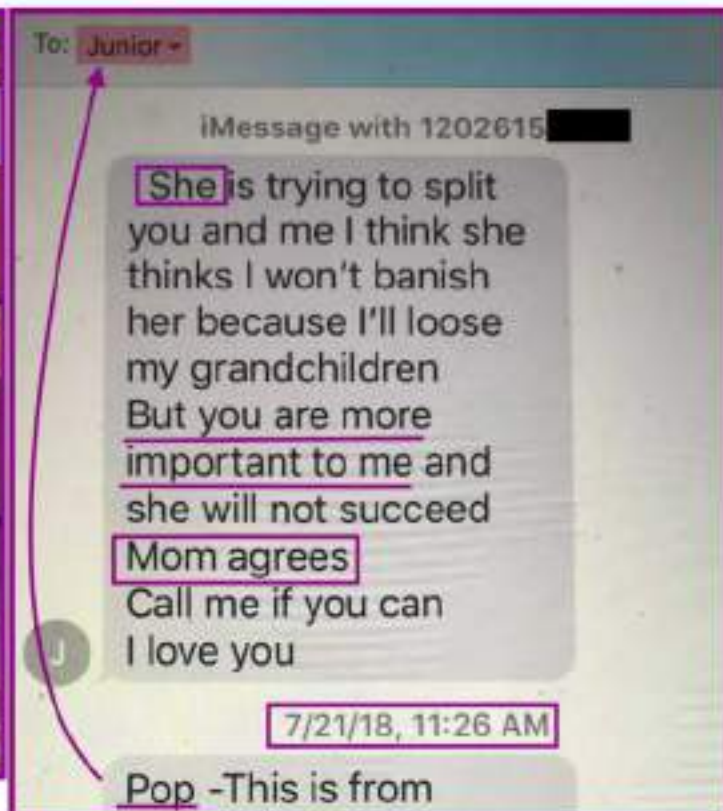 To: Junior
iMessage with 1202615
She is trying to split
you and me I think she
thinks I won't banish
her because I'll loose
my grandchildren
But you are more
important to me and
she will not succeed
Mom agrees
Call me if you can
I love you
J
7/21/18, 11:26 AM
Pop -This is from